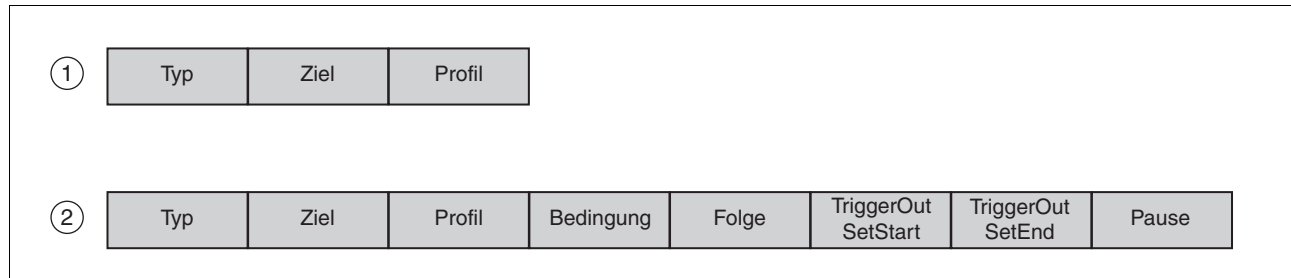 1 Typ Ziel Profil
2 Typ Ziel Profil Bedingung Folge TriggerOut SetStart TriggerOut SetEnd Pause